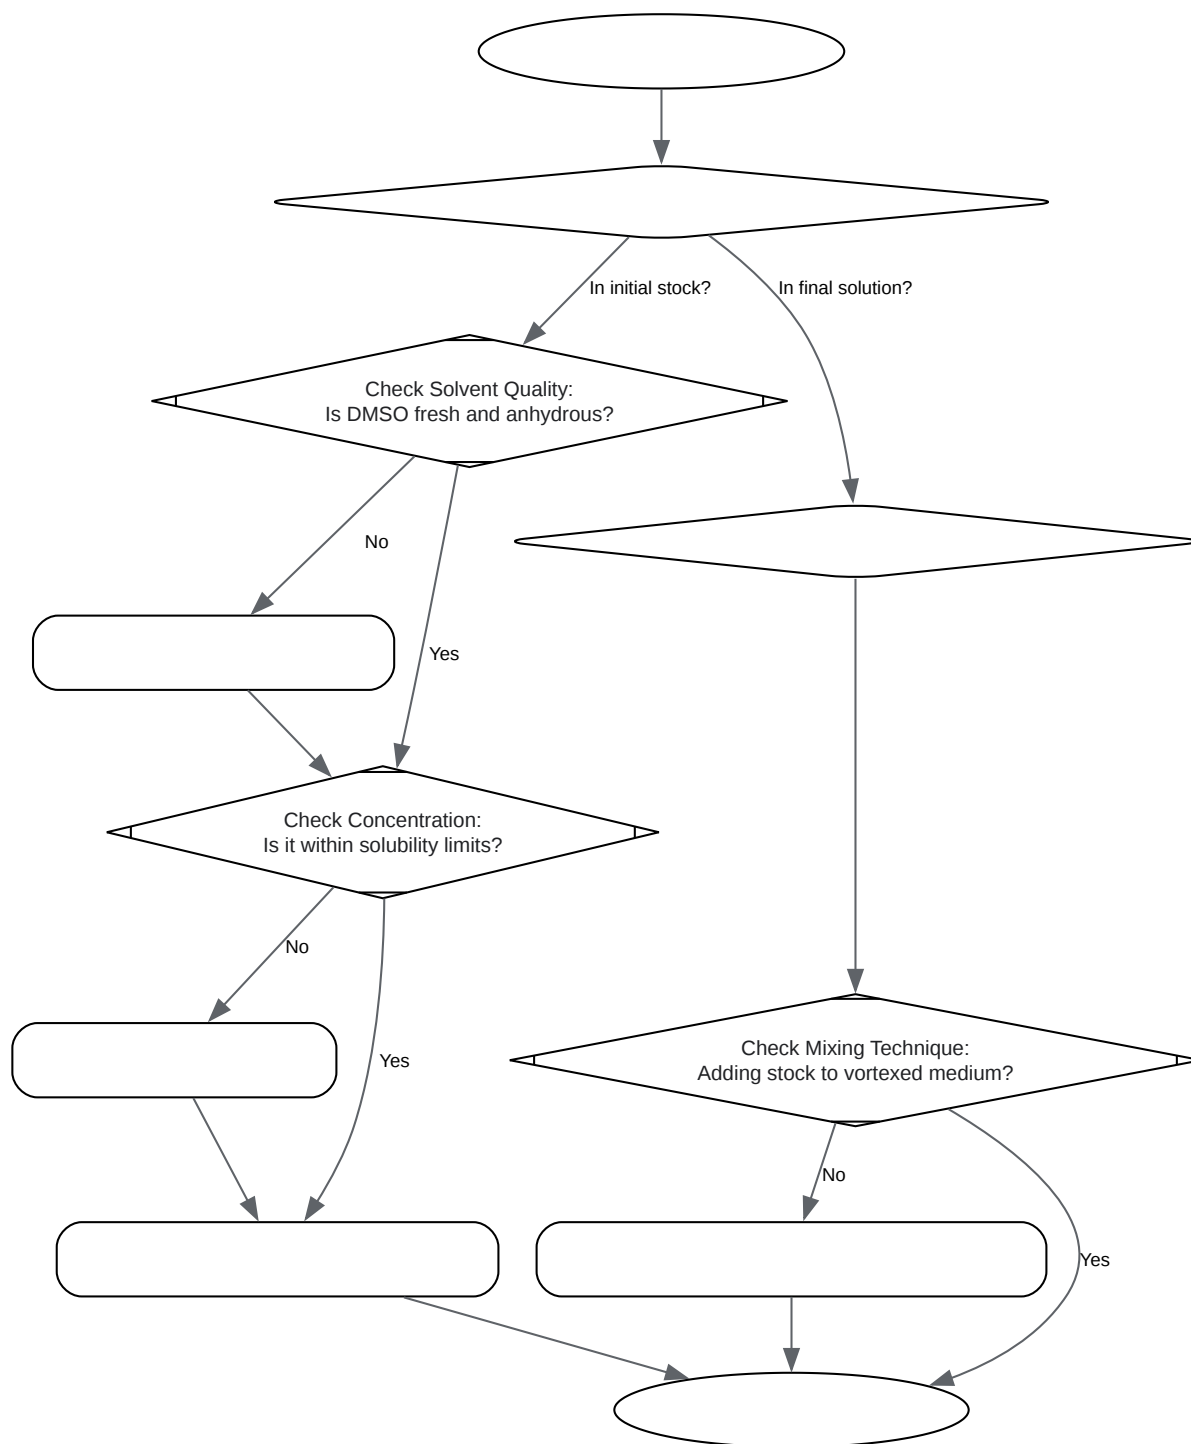 In initial stock?
In final solution?
Check Solvent Quality:
Is DMSO fresh and anhydrous?
No
Yes
Check Concentration:
Is it within solubility limits?
No
Yes
Check Mixing Technique:
Adding stock to vortexed medium?
No
Yes